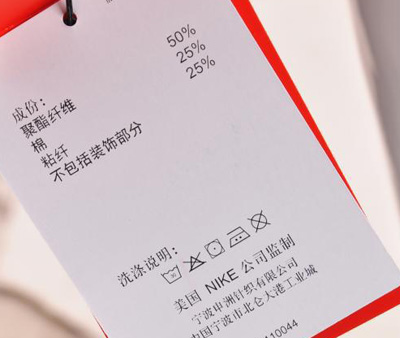 成份:
聚酯纤维 50%
棉 25%
粘纤 25%
不包括装饰部分
洗涤说明:
美国 NIKE 公司监制
宁波申洲针织有限公司
中国宁波市北仑大港工业城
10044